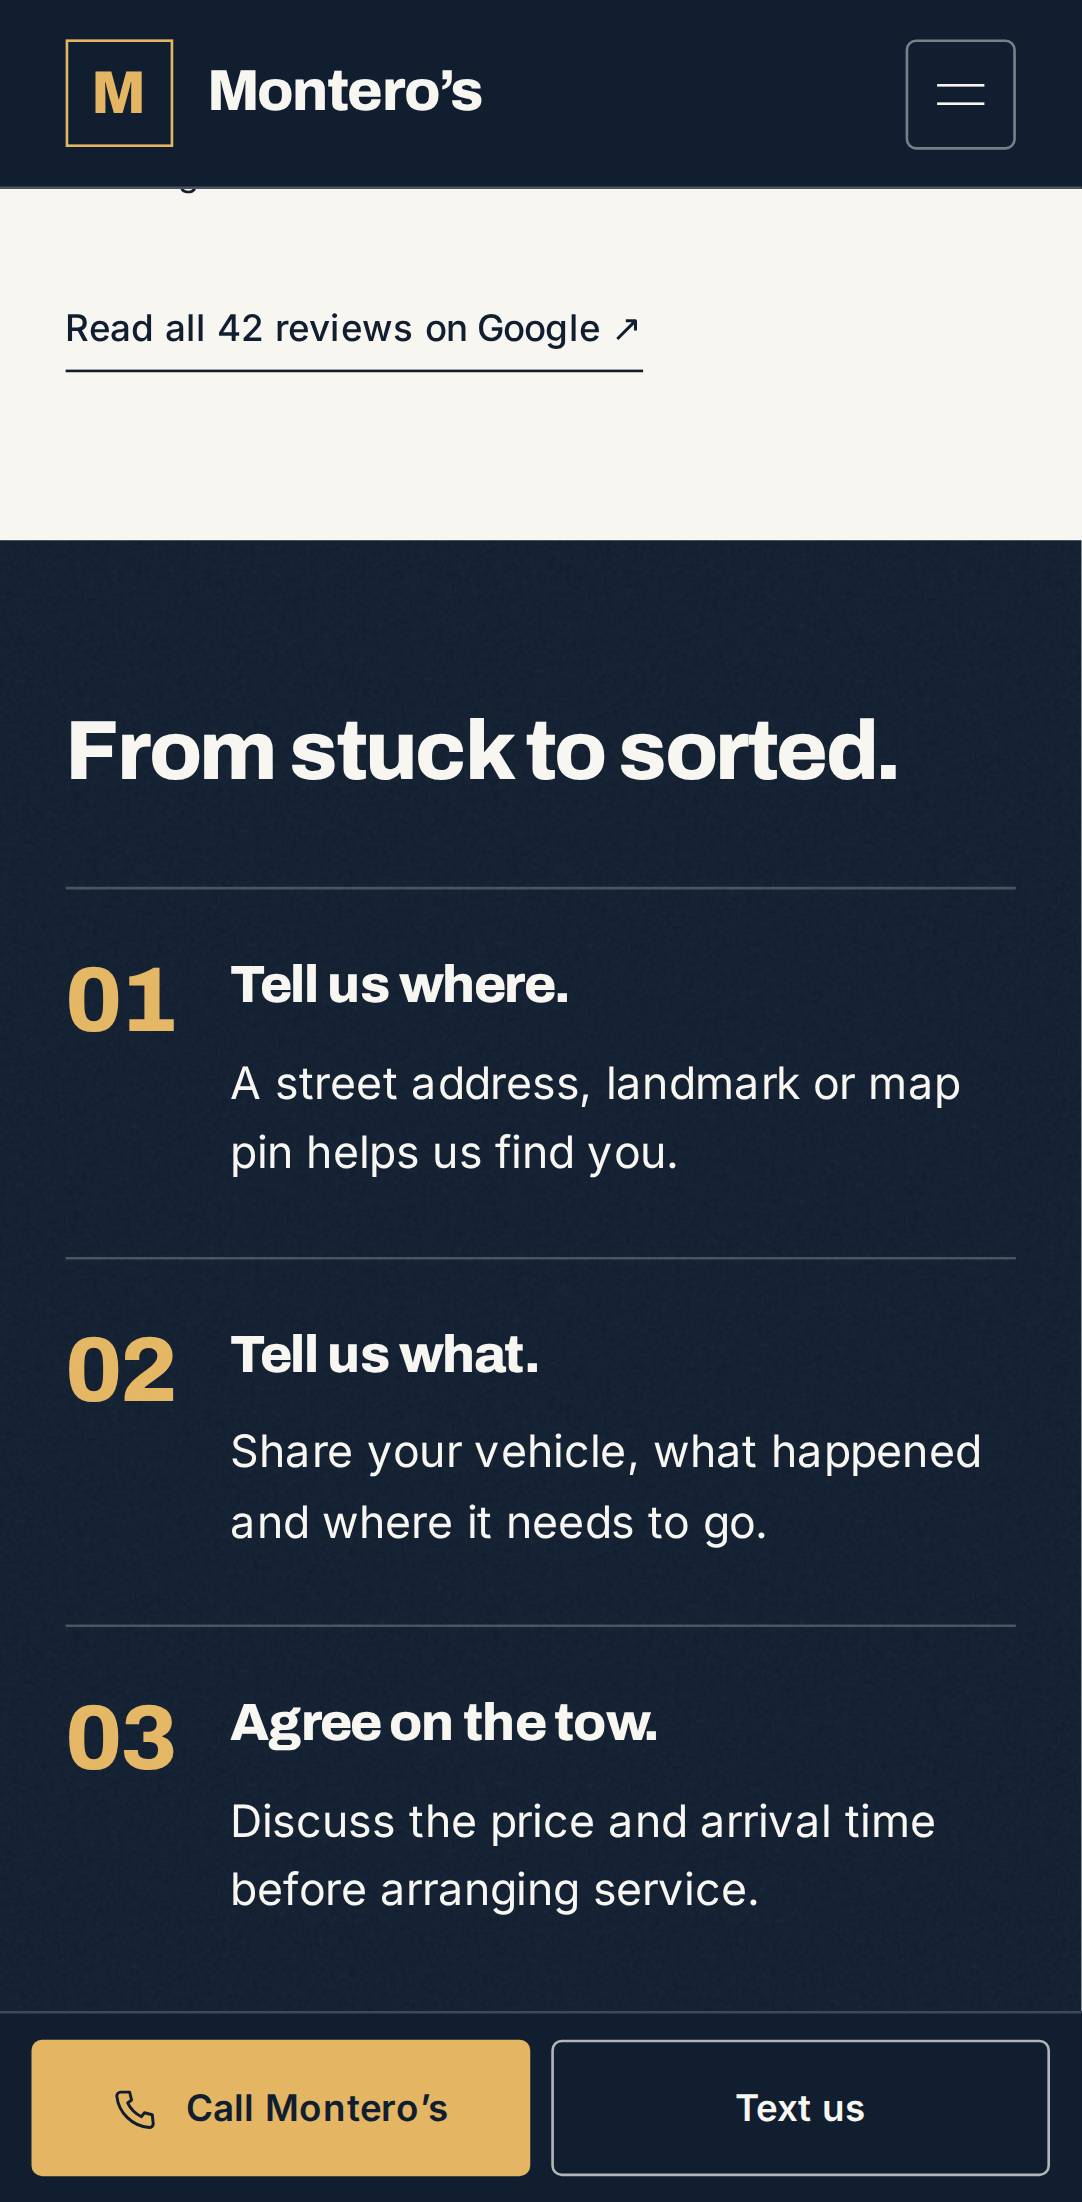 M
Montero’s
Read all 42 reviews on Google ↗
From stuck to sorted.
01
Tell us where.
A street address, landmark or map
pin helps us find you.
02
Tell us what.
Share your vehicle, what happened
and where it needs to go.
03
Agree on the tow.
Discuss the price and arrival time
before arranging service.
Call Montero’s
Text us